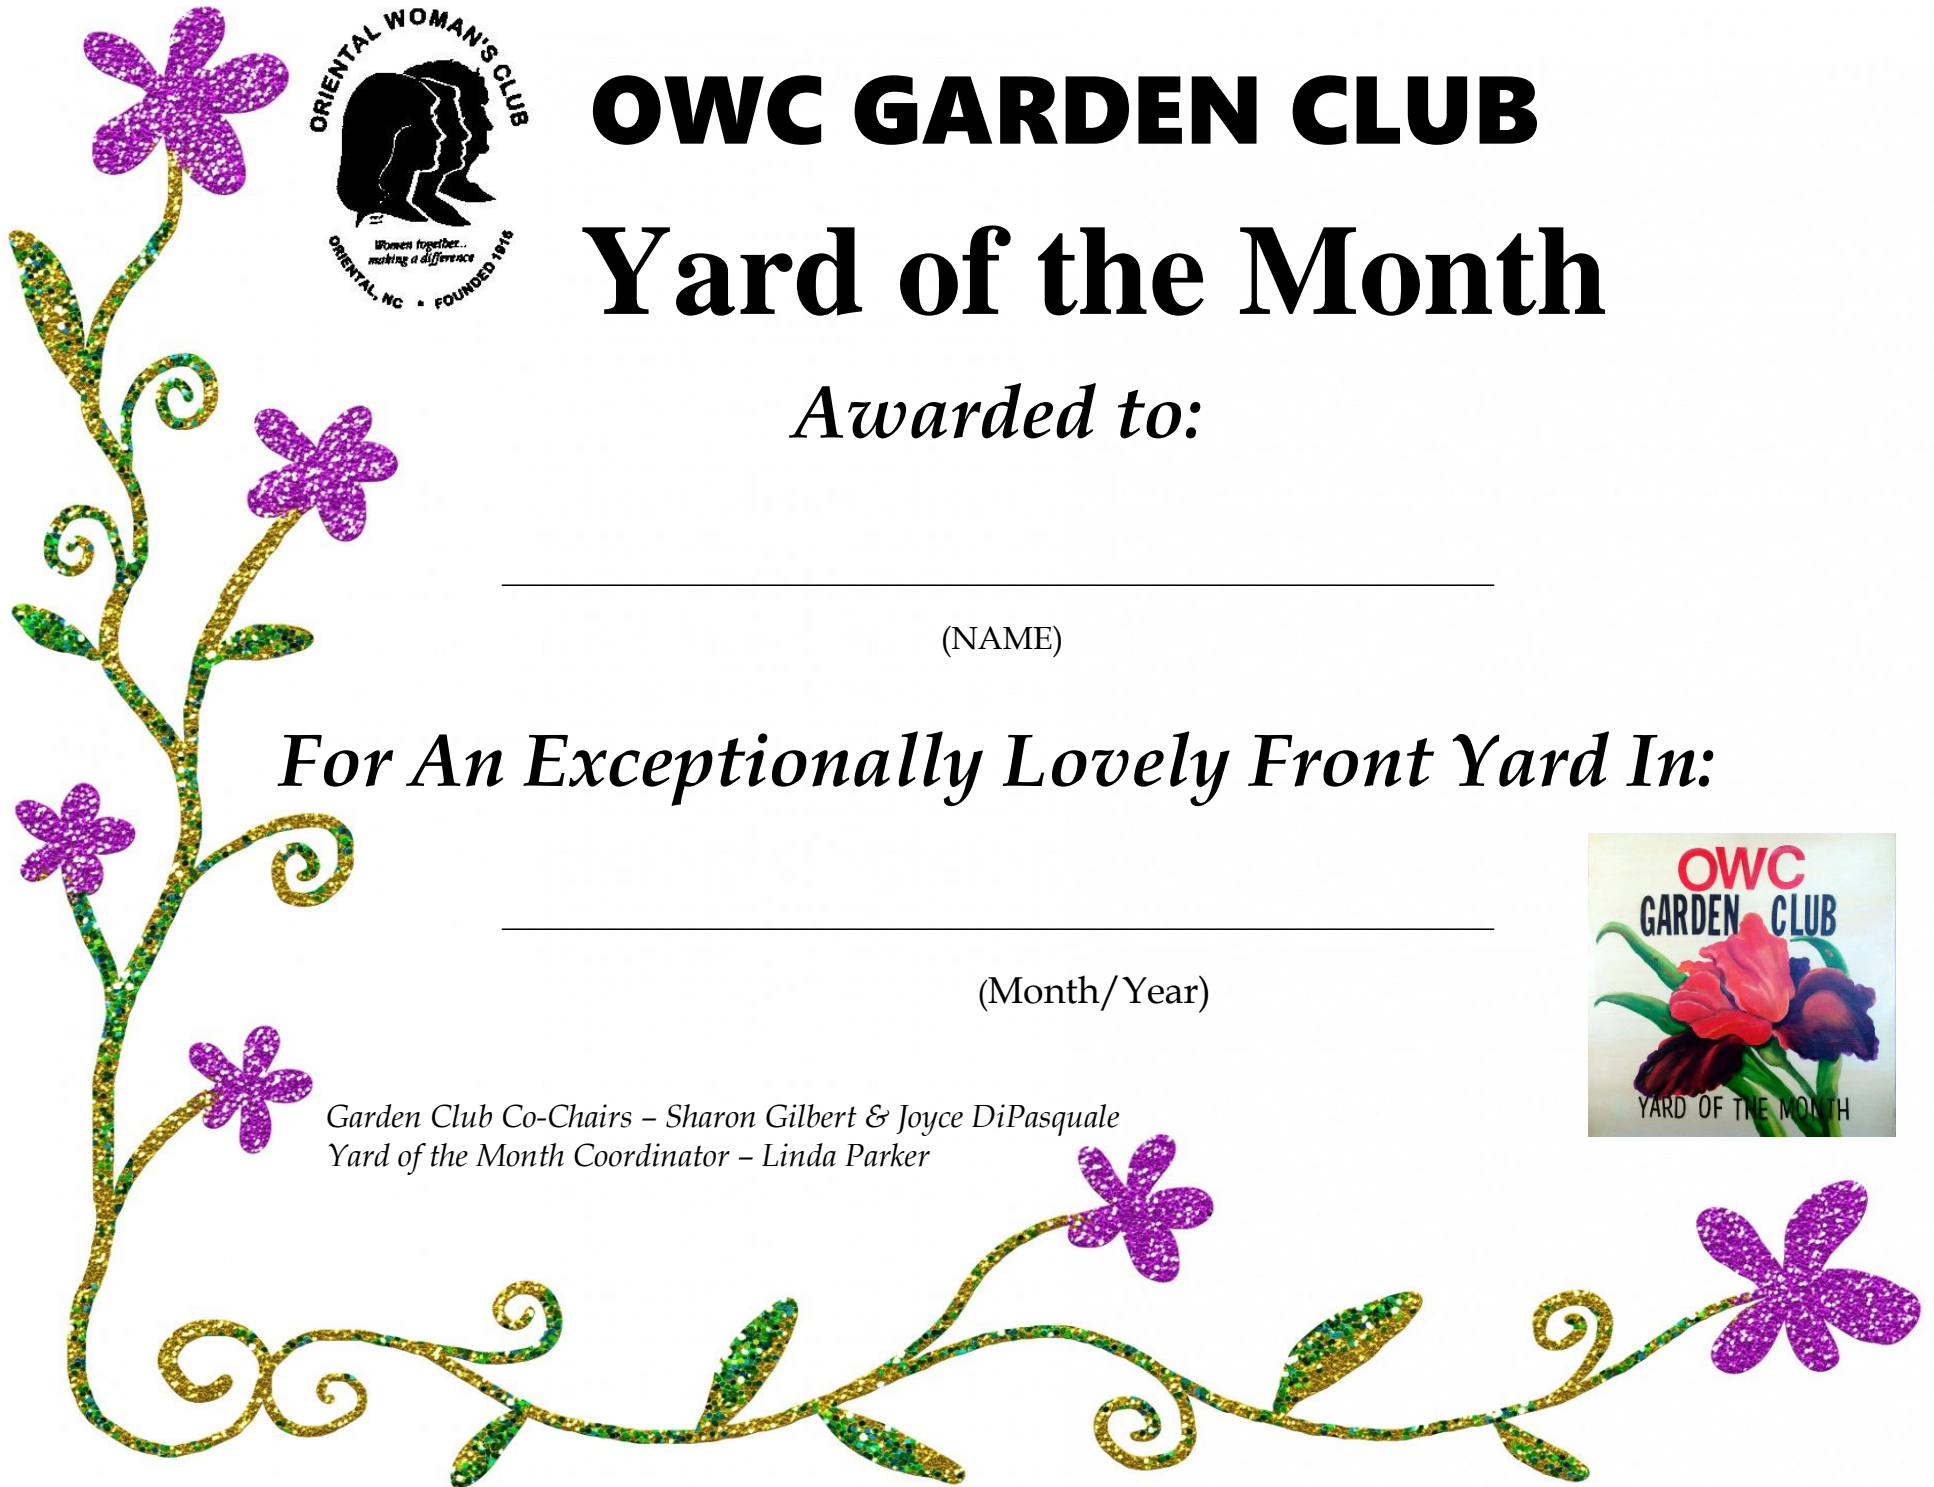 ORIENTAL WOMAN'S CLUB
Women together...
making a difference
ORIENTAL, NC • FOUNDED 1915
OWC GARDEN CLUB
Yard of the Month
Awarded to:
(NAME)
For An Exceptionally Lovely Front Yard In:
(Month/Year)
OWC
GARDEN CLUB
YARD OF THE MONTH
Garden Club Co-Chairs – Sharon Gilbert & Joyce DiPasquale
Yard of the Month Coordinator – Linda Parker